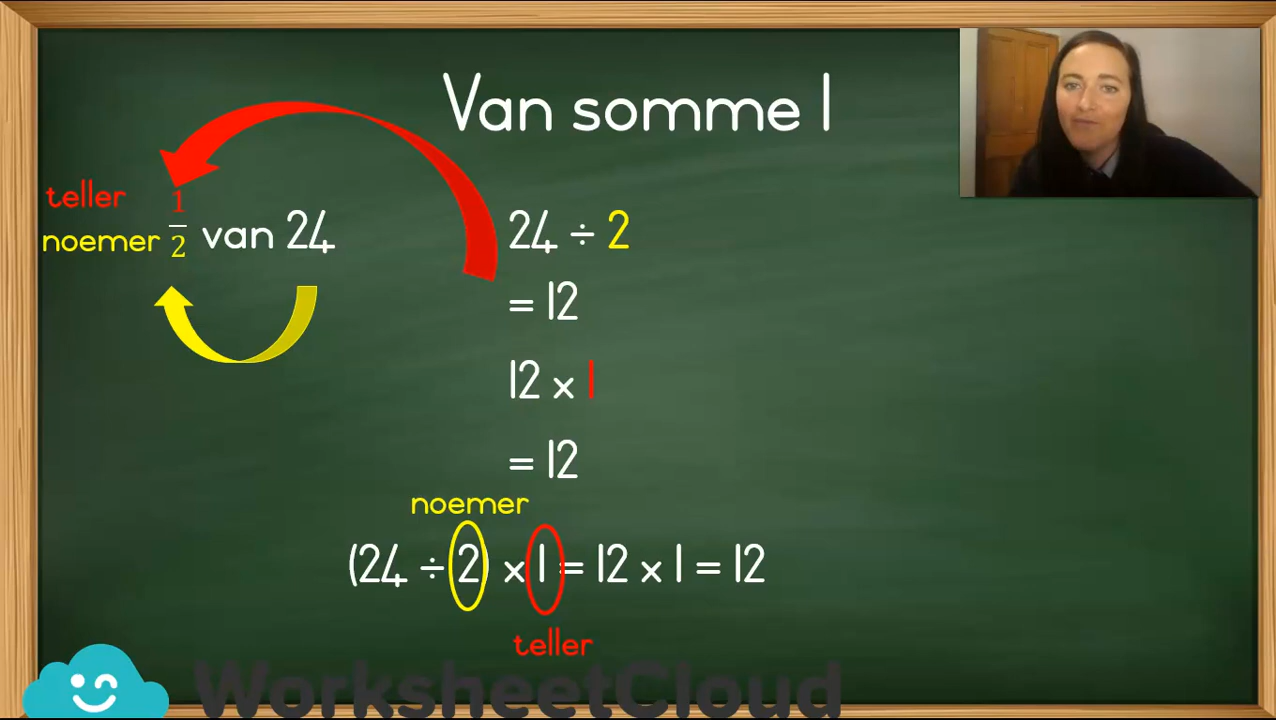 Van somme 1
teller
noemer 1/2 van 24
24 ÷ 2
= 12
12 × 1
= 12
noemer
(24 ÷ 2) × 1 = 12 × 1 = 12
teller
WorksheetCloud